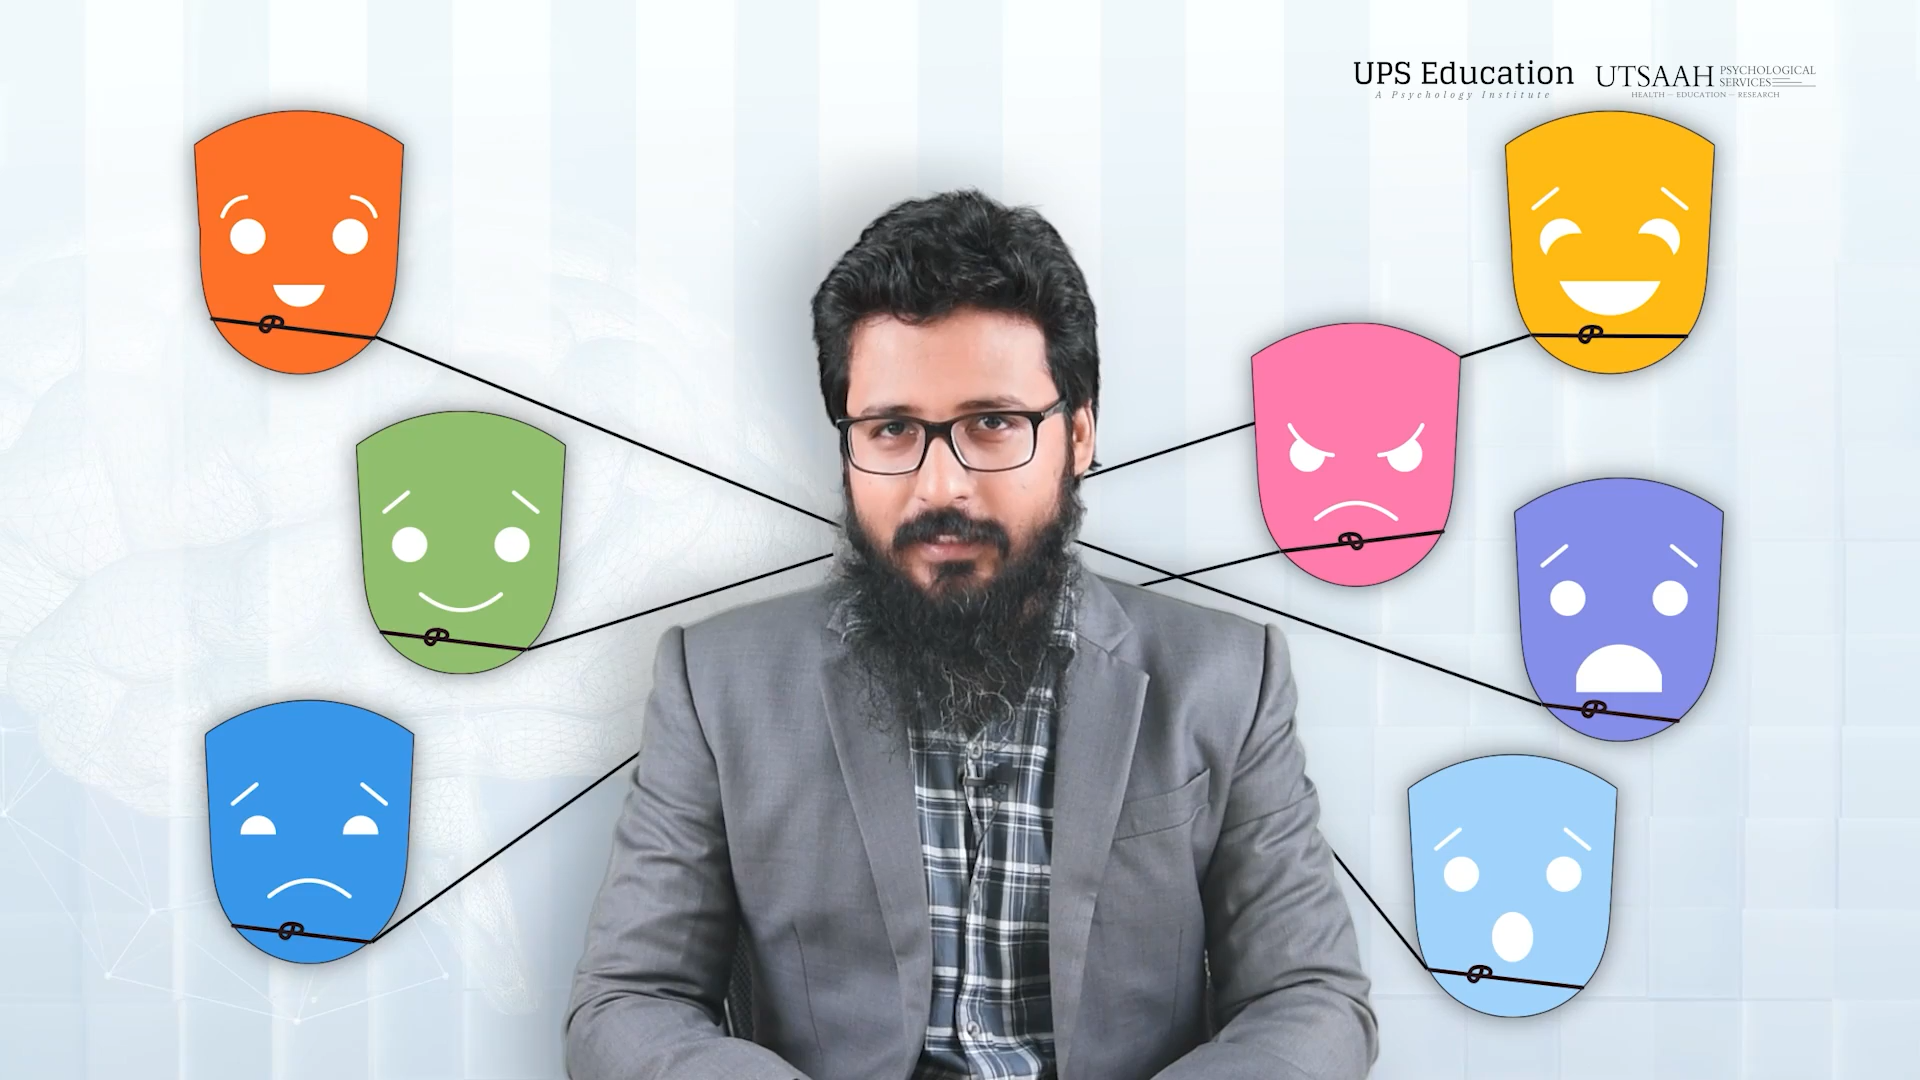 UPS Education
A Psychology Institute
UTSAAH PSYCHOLOGICAL
SERVICES
HEALTH — EDUCATION — RESEARCH